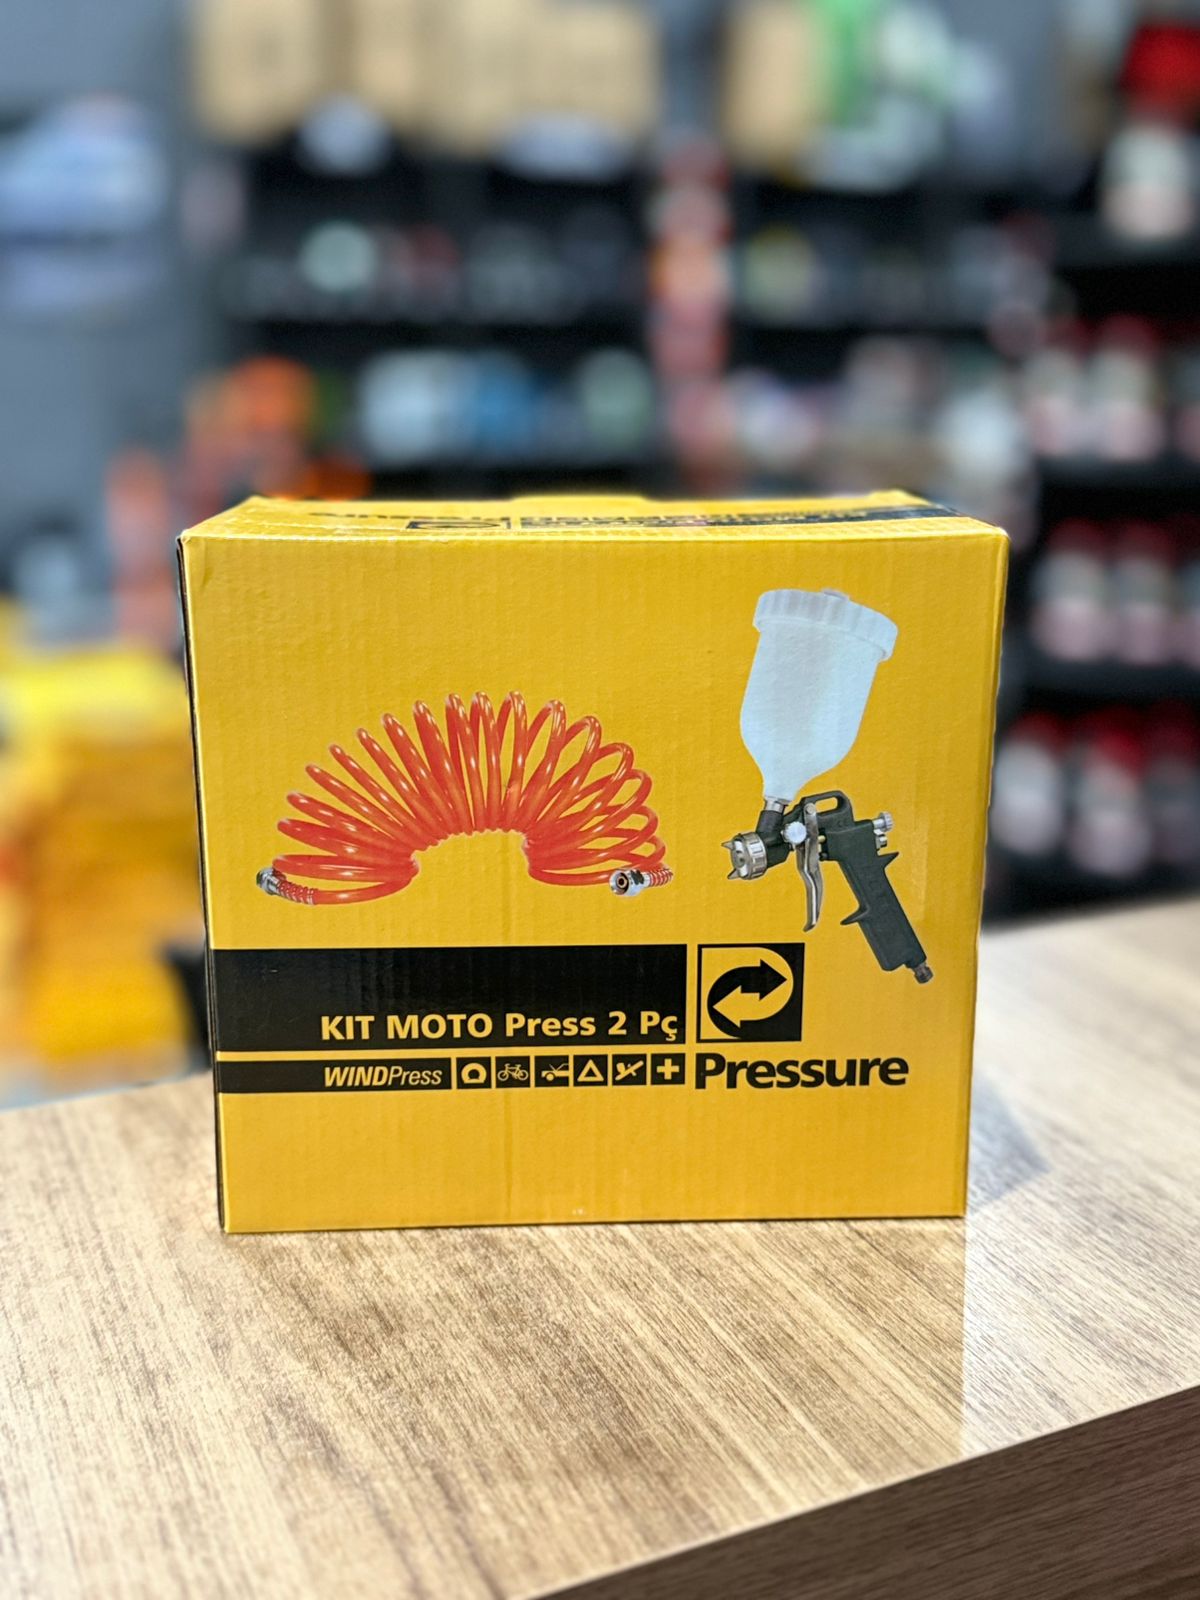 KIT MOTO Press 2 Pç
WINDPress
Pressure